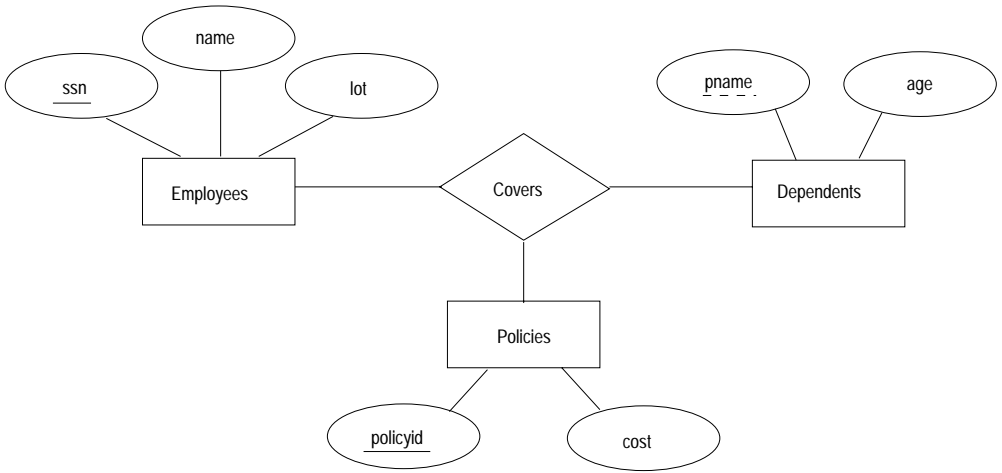 name
ssn
lot
pname
age
Employees
Covers
Dependents
Policies
policyid
cost